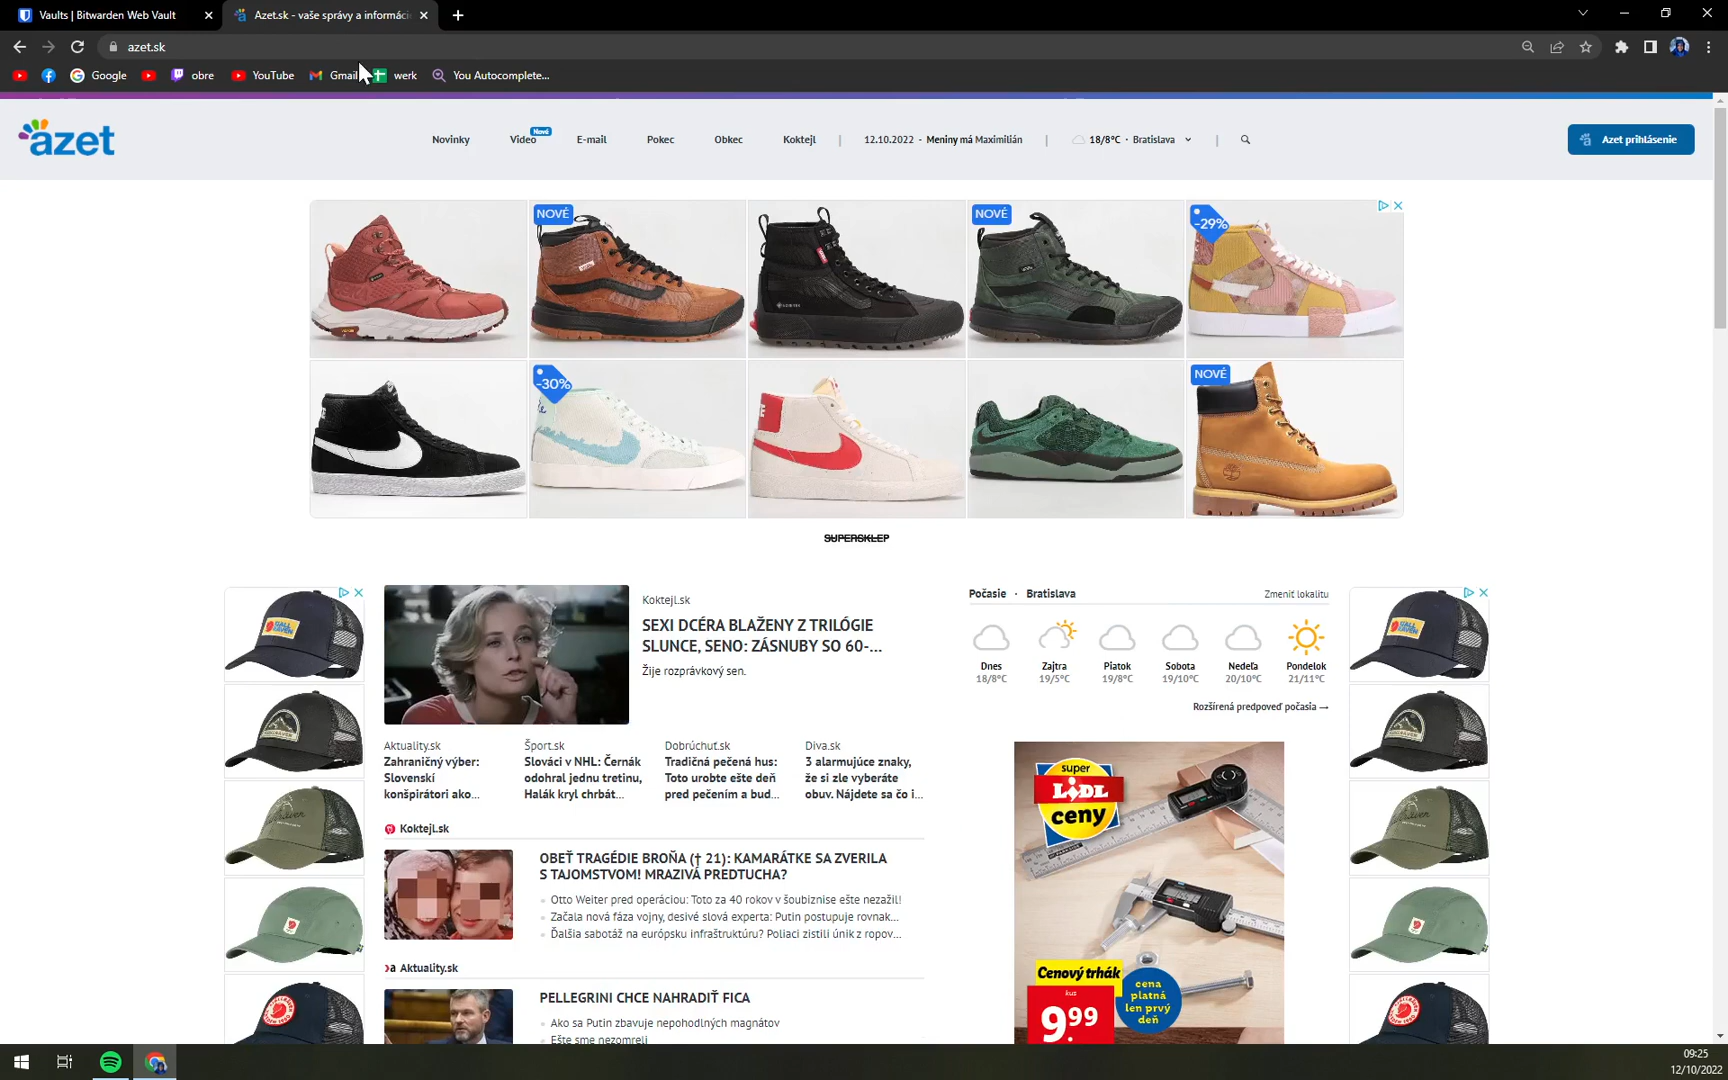 Vaults | Bitwarden Web Vault
Azet.sk - vaše správy a informáci
azet.sk
Google
obre
YouTube
Gmail
werk
You Autocomplete...
azet
Novinky
Video
Nové
E-mail
Pokec
Obkec
Koktejl
12.10.2022 · Meniny má Maximilián
18/8°C · Bratislava
Azet prihlásenie
NOVÉ
NOVÉ
-29%
-30%
NOVÉ
SUPERSKLEP
Koktejl.sk
SEXI DCÉRA BLAŽENY Z TRILÓGIE
SLUNCE, SENO: ZÁSNUBY SO 60-...
Žije rozprávkový sen.
Aktuality.sk
Zahraničný výber:
Slovenskí
konšpirátori ako...
Šport.sk
Slováci v NHL: Černák
odohral jednu tretinu,
Halák kryl chrbát...
Dobrúchuť.sk
Tradičná pečená hus:
Toto urobte ešte deň
pred pečením a bud...
Diva.sk
3 alarmujúce znaky,
že si zle vyberáte
obuv. Nájdete sa čo i...
Koktejl.sk
OBEŤ TRAGÉDIE BROŇA († 21): KAMARÁTKE SA ZVERILA
S TAJOMSTVOM! MRAZIVÁ PREDTUCHA?
Otto Weiter pred operáciou: Toto za 40 rokov v šoubiznise ešte nezažil!
Začala nová fáza vojny, desivé slová experta: Putin postupuje rovnak...
Ďalšia sabotáž na európsku infraštruktúru? Poliaci zistili únik z ropov...
Aktuality.sk
PELLEGRINI CHCE NAHRADIŤ FICA
Ako sa Putin zbavuje nepohodlných magnátov
Ešte sme nezomreli
Počasie · Bratislava
Zmeniť lokalitu
Dnes
18/8°C
Zajtra
19/5°C
Piatok
19/8°C
Sobota
19/10°C
Nedeľa
20/10°C
Pondelok
21/11°C
Rozšírená predpoveď počasia →
super
LIDL
ceny
PARKSIDE
Cenový trhák
kus
9.99
cena
platná
len prvý
deň
09:25
12/10/2022